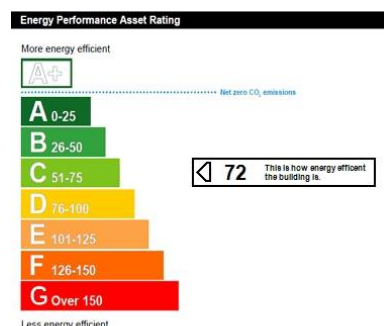 Energy Performance Asset Rating
More energy efficient
A+
Net zero CO2 emissions
A 0-25
B 26-50
C 51-75
72 This is how energy efficent
the building is.
D 76-100
E 101-125
F 126-150
G Over 150
Less energy efficient